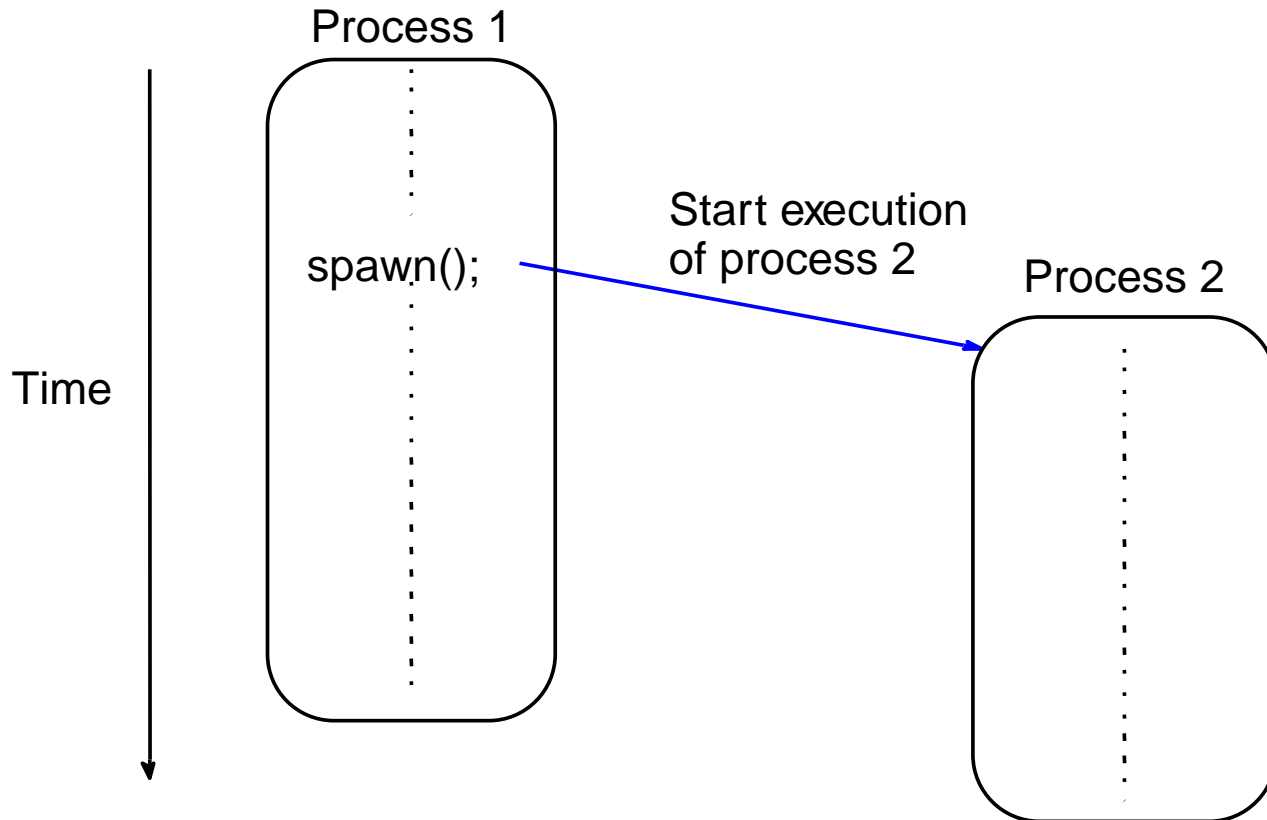 Process 1
Start execution
of process 2
spawn();
Process 2
Time